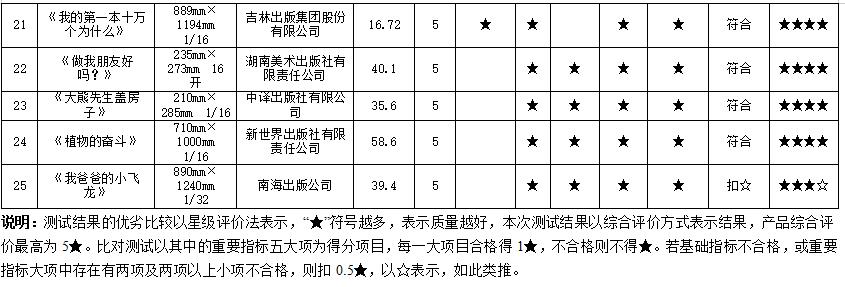 21
《我的第一本十万
个为什么》
889mm×
1194mm
1/16
吉林出版集团股份
有限公司
16.72
5
★
★
★
★
符合
★★★★
22
《做我朋友好
吗？》
235mm×
273mm 16
开
湖南美术出版社有
限责任公司
40.1
5
★
★
★
★
符合
★★★★
23
《大熊先生盖房
子》
210mm×
285mm 1/16
中译出版社有限公
司
35.6
5
★
★
★
★
符合
★★★★
24
《植物的奋斗》
710mm×
1000mm
1/16
新世界出版社有限
责任公司
58.6
5
★
★
★
★
符合
★★★★
25
《我爸爸的小飞
龙》
890mm×
1240mm
1/32
南海出版公司
39.4
5
★
★
★
★
扣☆
★★★☆
说明：测试结果的优劣比较以星级评价法表示，“★”符号越多，表示质量越好，本次测试结果以综合评价方式表示结果，产品综合评
价最高为 5★。比对测试以其中的重要指标五大项为得分项目，每一大项目合格得 1★，不合格则不得★。若基础指标不合格，或重要
指标大项中存在有两项及两项以上小项不合格，则扣 0.5★，以☆表示，如此类推。